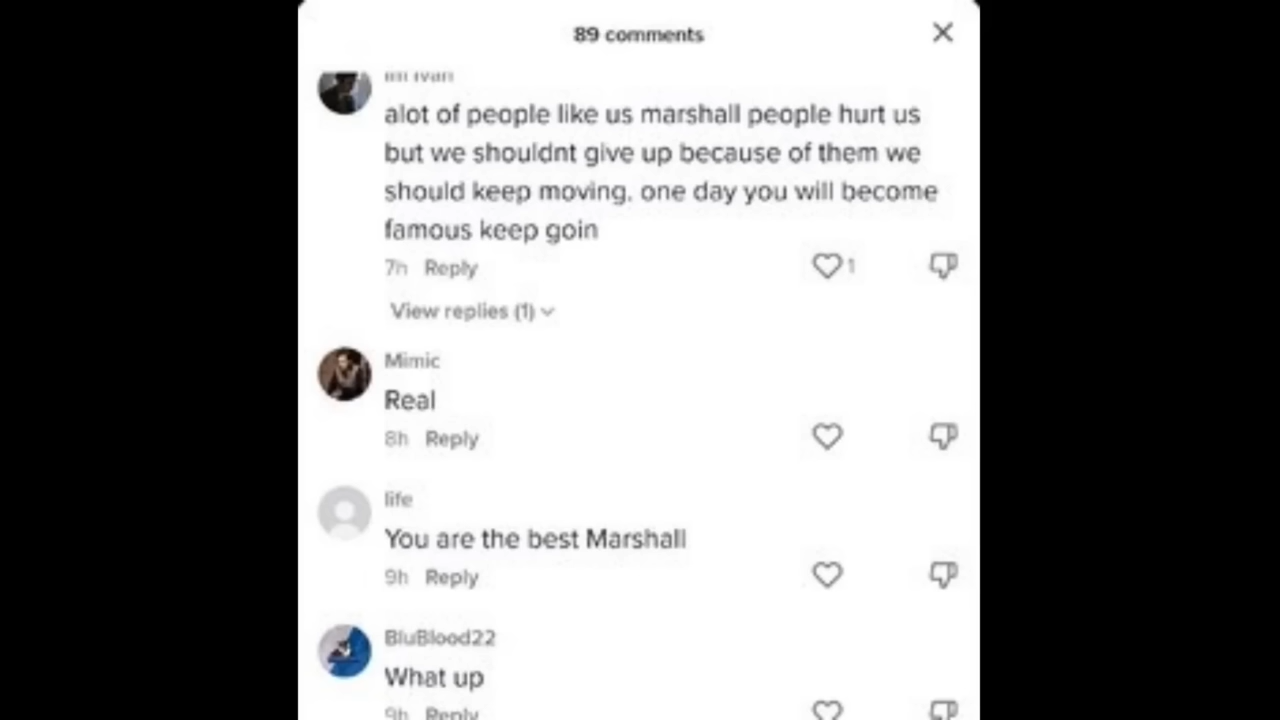 89 comments
alot of people like us marshall people hurt us
but we shouldnt give up because of them we
should keep moving. one day you will become
famous keep goin
7h Reply
1
View replies (1)
Mimic
Real
8h Reply
life
You are the best Marshall
9h Reply
BluBlood22
What up
9h Reply